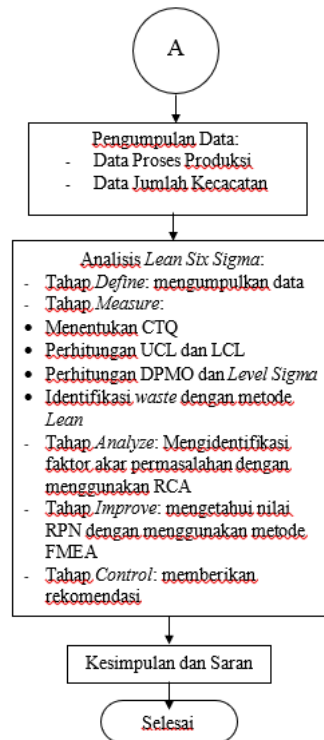 A
Pengumpulan Data:
- Data Proses Produksi
- Data Jumlah Kecacatan
Analisis Lean Six Sigma:
- Tahap Define: mengumpulkan data
- Tahap Measure:
• Menentukan CTQ
• Perhitungan UCL dan LCL
• Perhitungan DPMO dan Level Sigma
• Identifikasi waste dengan metode
Lean
- Tahap Analyze: Mengidentifikasi
faktor akar permasalahan dengan
menggunakan RCA
- Tahap Improve: mengetahui nilai
RPN dengan menggunakan metode
FMEA
- Tahap Control: memberikan
rekomendasi
Kesimpulan dan Saran
Selesai